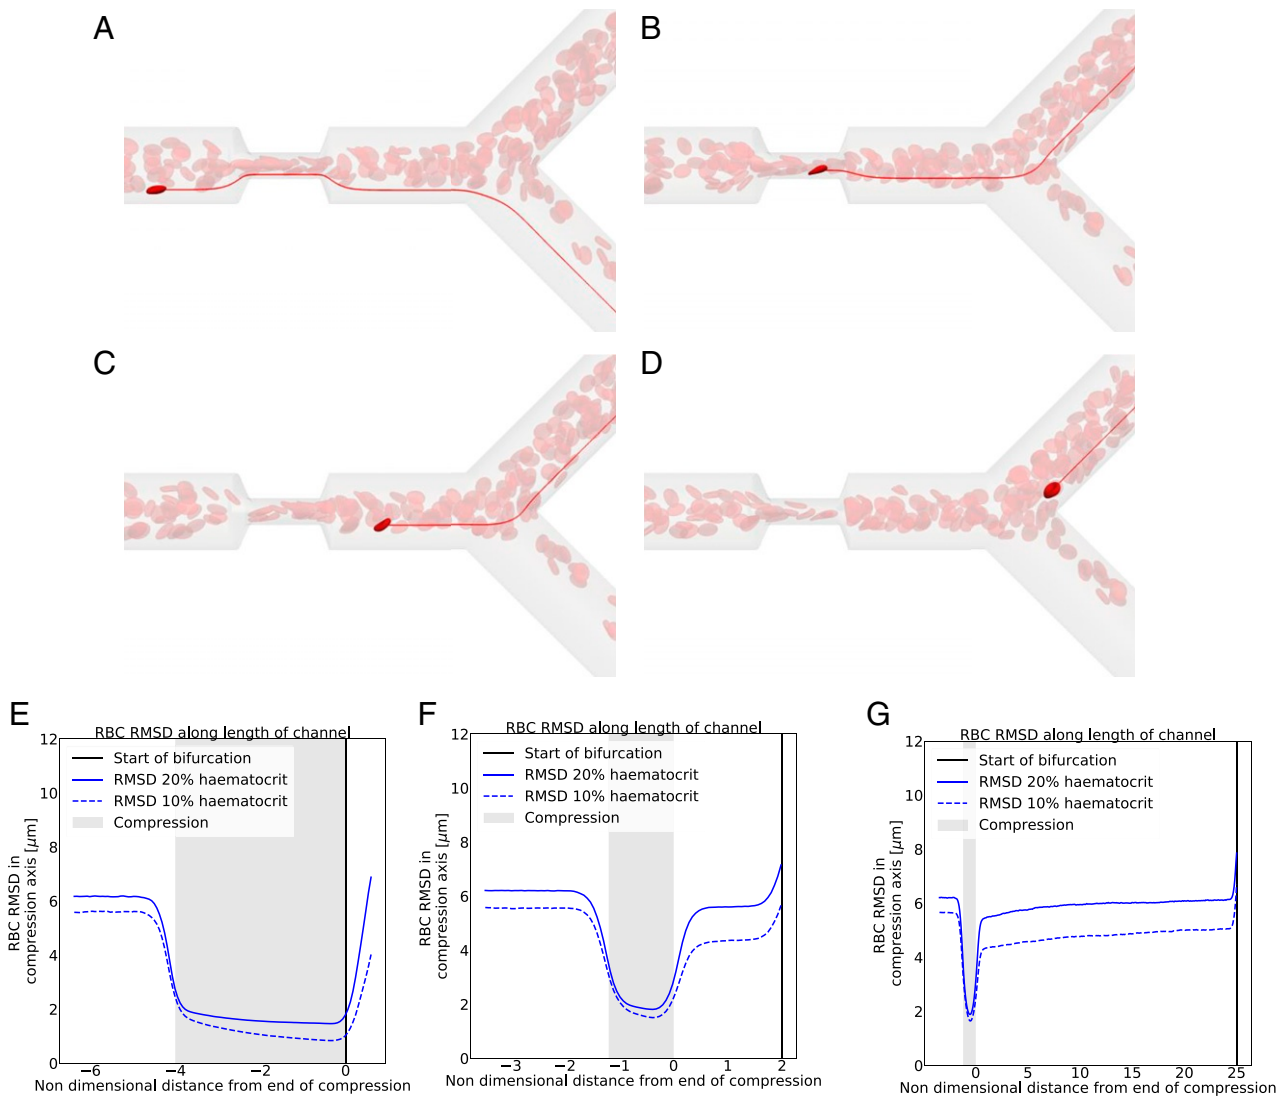 A
B
C
D
E
RBC RMSD along length of channel
12
10
8
6
4
2
0
RBC RMSD in
compression axis [μm]
Start of bifurcation
RMSD 20% haematocrit
RMSD 10% haematocrit
Compression
−6
−4
−2
0
Non dimensional distance from end of compression
F
RBC RMSD along length of channel
12
10
8
6
4
2
0
RBC RMSD in
compression axis [μm]
Start of bifurcation
RMSD 20% haematocrit
RMSD 10% haematocrit
Compression
−3
−2
−1
0
1
2
Non dimensional distance from end of compression
G
RBC RMSD along length of channel
12
10
8
6
4
2
0
RBC RMSD in
compression axis [μm]
Start of bifurcation
RMSD 20% haematocrit
RMSD 10% haematocrit
Compression
0
5
10
15
20
25
Non dimensional distance from end of compression